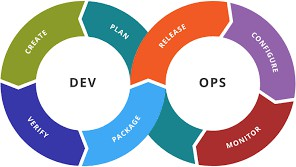 CREATE
PLAN
RELEASE
CONFIGURE
DEV
OPS
VERIFY
PACKAGE
MONITOR